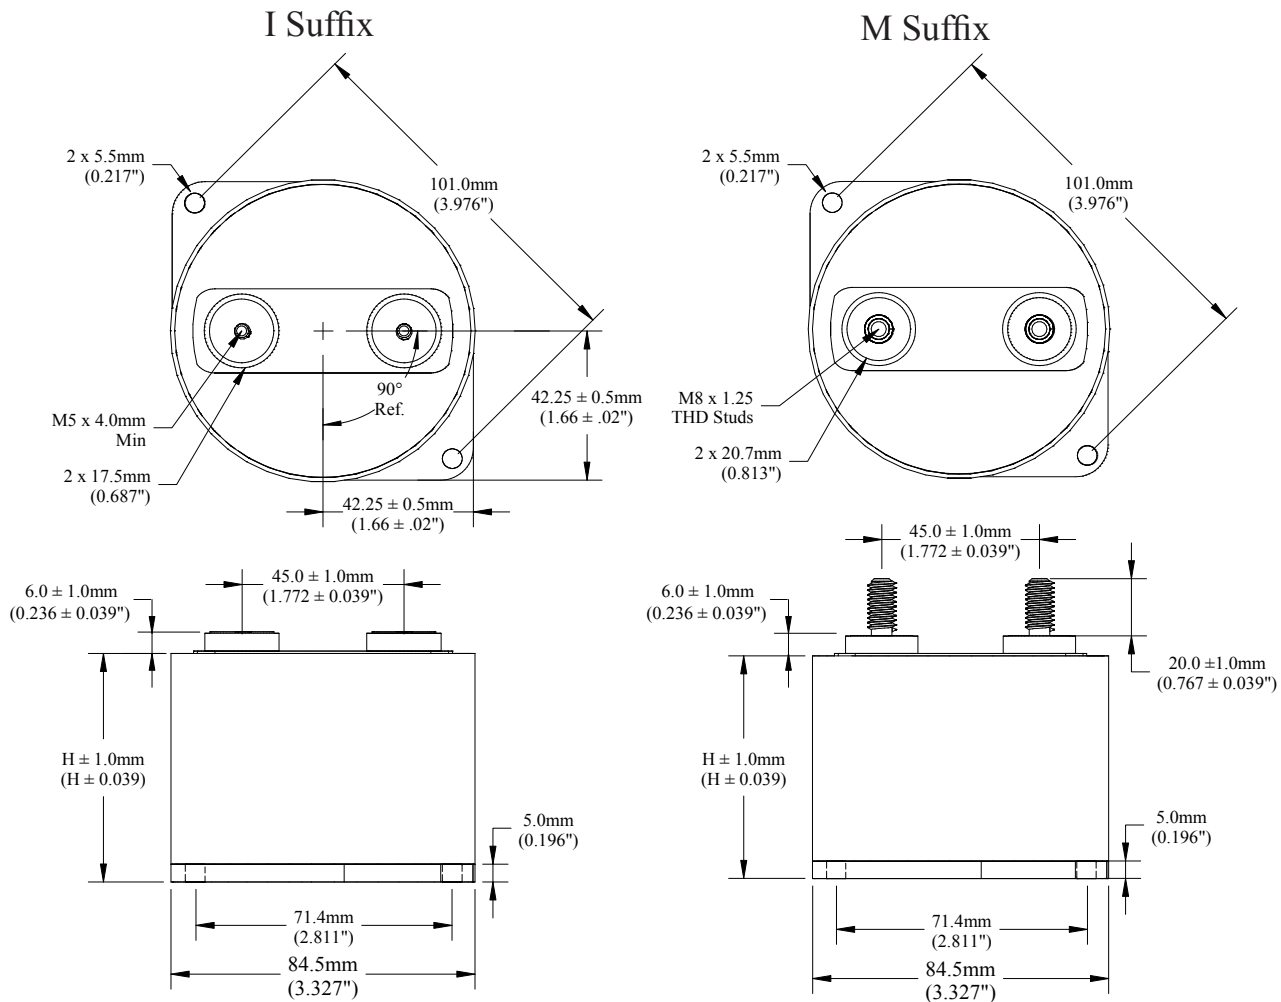 I Suffix
2 x 5.5mm
(0.217")
101.0mm
(3.976")
90°
Ref.
42.25 ± 0.5mm
(1.66 ± .02")
M5 x 4.0mm
Min
2 x 17.5mm
(0.687")
42.25 ± 0.5mm
(1.66 ± .02")
45.0 ± 1.0mm
(1.772 ± 0.039")
6.0 ± 1.0mm
(0.236 ± 0.039")
H ± 1.0mm
(H ± 0.039)
5.0mm
(0.196")
71.4mm
(2.811")
84.5mm
(3.327")
M Suffix
2 x 5.5mm
(0.217")
101.0mm
(3.976")
M8 x 1.25
THD Studs
2 x 20.7mm
(0.813")
45.0 ± 1.0mm
(1.772 ± 0.039")
6.0 ± 1.0mm
(0.236 ± 0.039")
20.0 ±1.0mm
(0.767 ± 0.039")
H ± 1.0mm
(H ± 0.039)
5.0mm
(0.196")
71.4mm
(2.811")
84.5mm
(3.327")